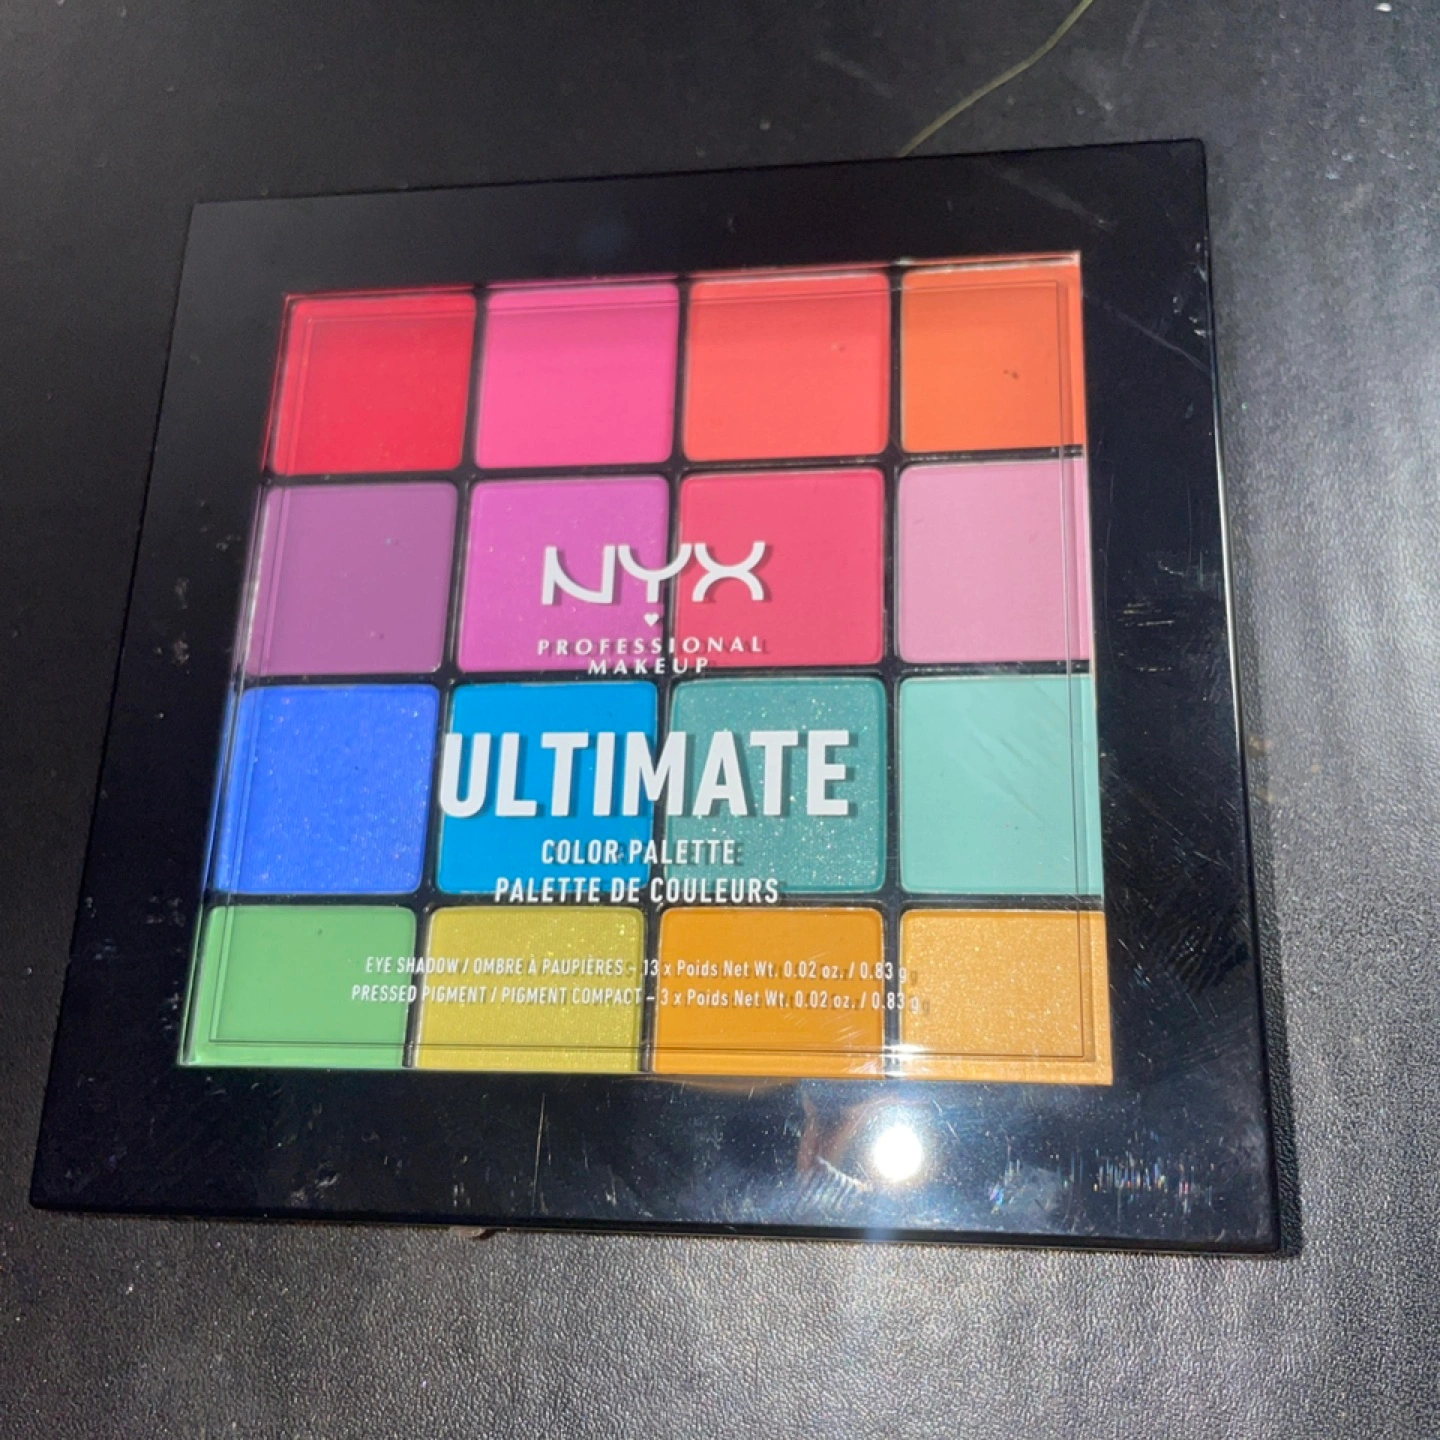 NYX
PROFESSIONAL
MAKEUP
ULTIMATE
COLOR PALETTE
PALETTE DE COULEURS
EYE SHADOW / OMBRE À PAUPIÈRES - 13 x Poids Net Wt. 0.02 oz. / 0.83 g
PRESSED PIGMENT / PIGMENT COMPACT - 3 x Poids Net Wt. 0.02 oz. / 0.83 g